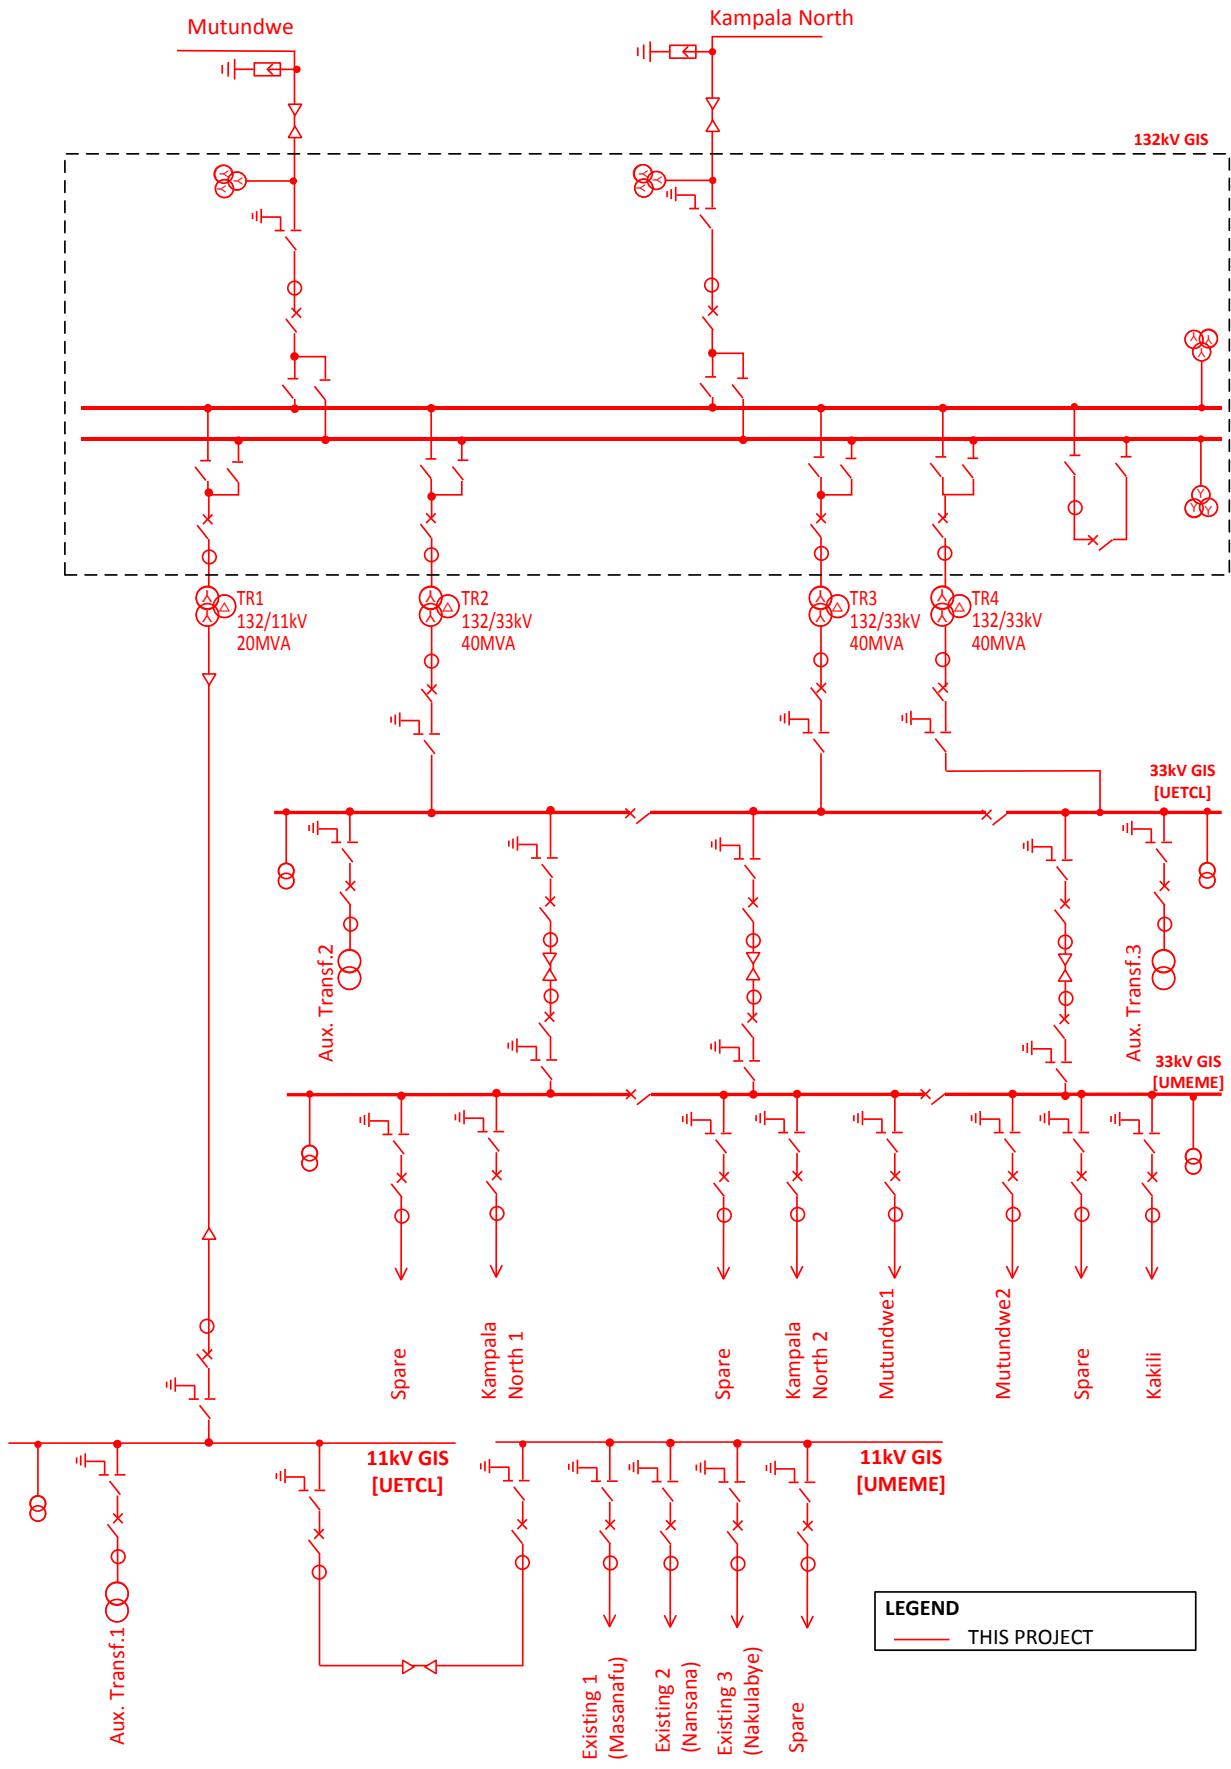 Mutundwe
Kampala North
132kV GIS
TR1
132/11kV
20MVA
TR2
132/33kV
40MVA
TR3
132/33kV
40MVA
TR4
132/33kV
40MVA
33kV GIS
[UETCL]
Aux. Transf.2
Aux. Transf.3
33kV GIS
[UMEME]
Spare
Kampala
North 1
Spare
Kampala
North 2
Mutundwe1
Mutundwe2
Spare
Kakili
11kV GIS
[UETCL]
11kV GIS
[UMEME]
Aux. Transf.1
Existing 1
(Masanafu)
Existing 2
(Nansana)
Existing 3
(Nakulabye)
Spare
LEGEND
THIS PROJECT